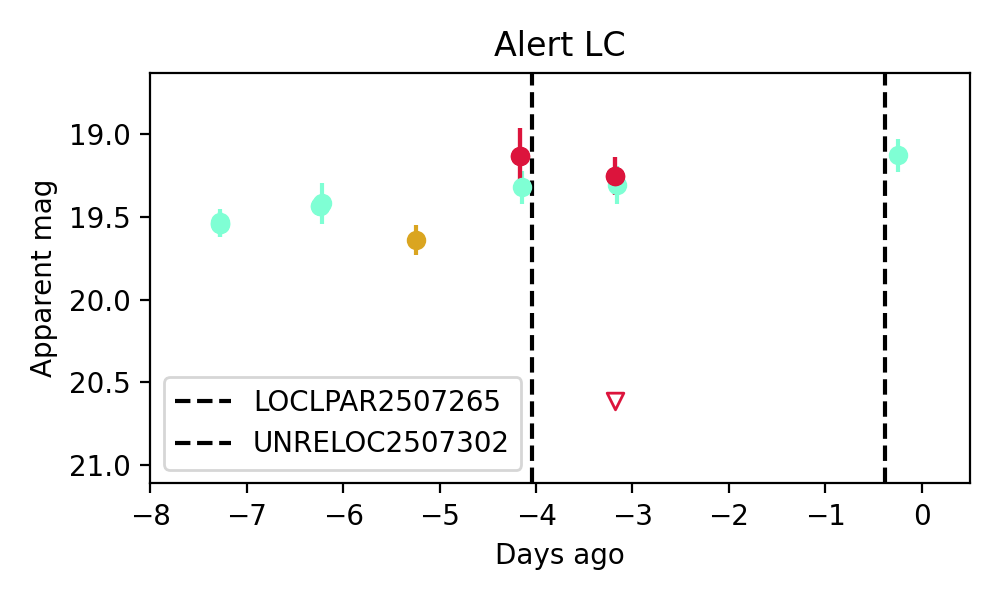 Alert LC
Apparent mag
19.0
19.5
20.0
20.5
21.0
LOCLPAR2507265
UNRELOC2507302
−8 −7 −6 −5 −4 −3 −2 −1 0
Days ago